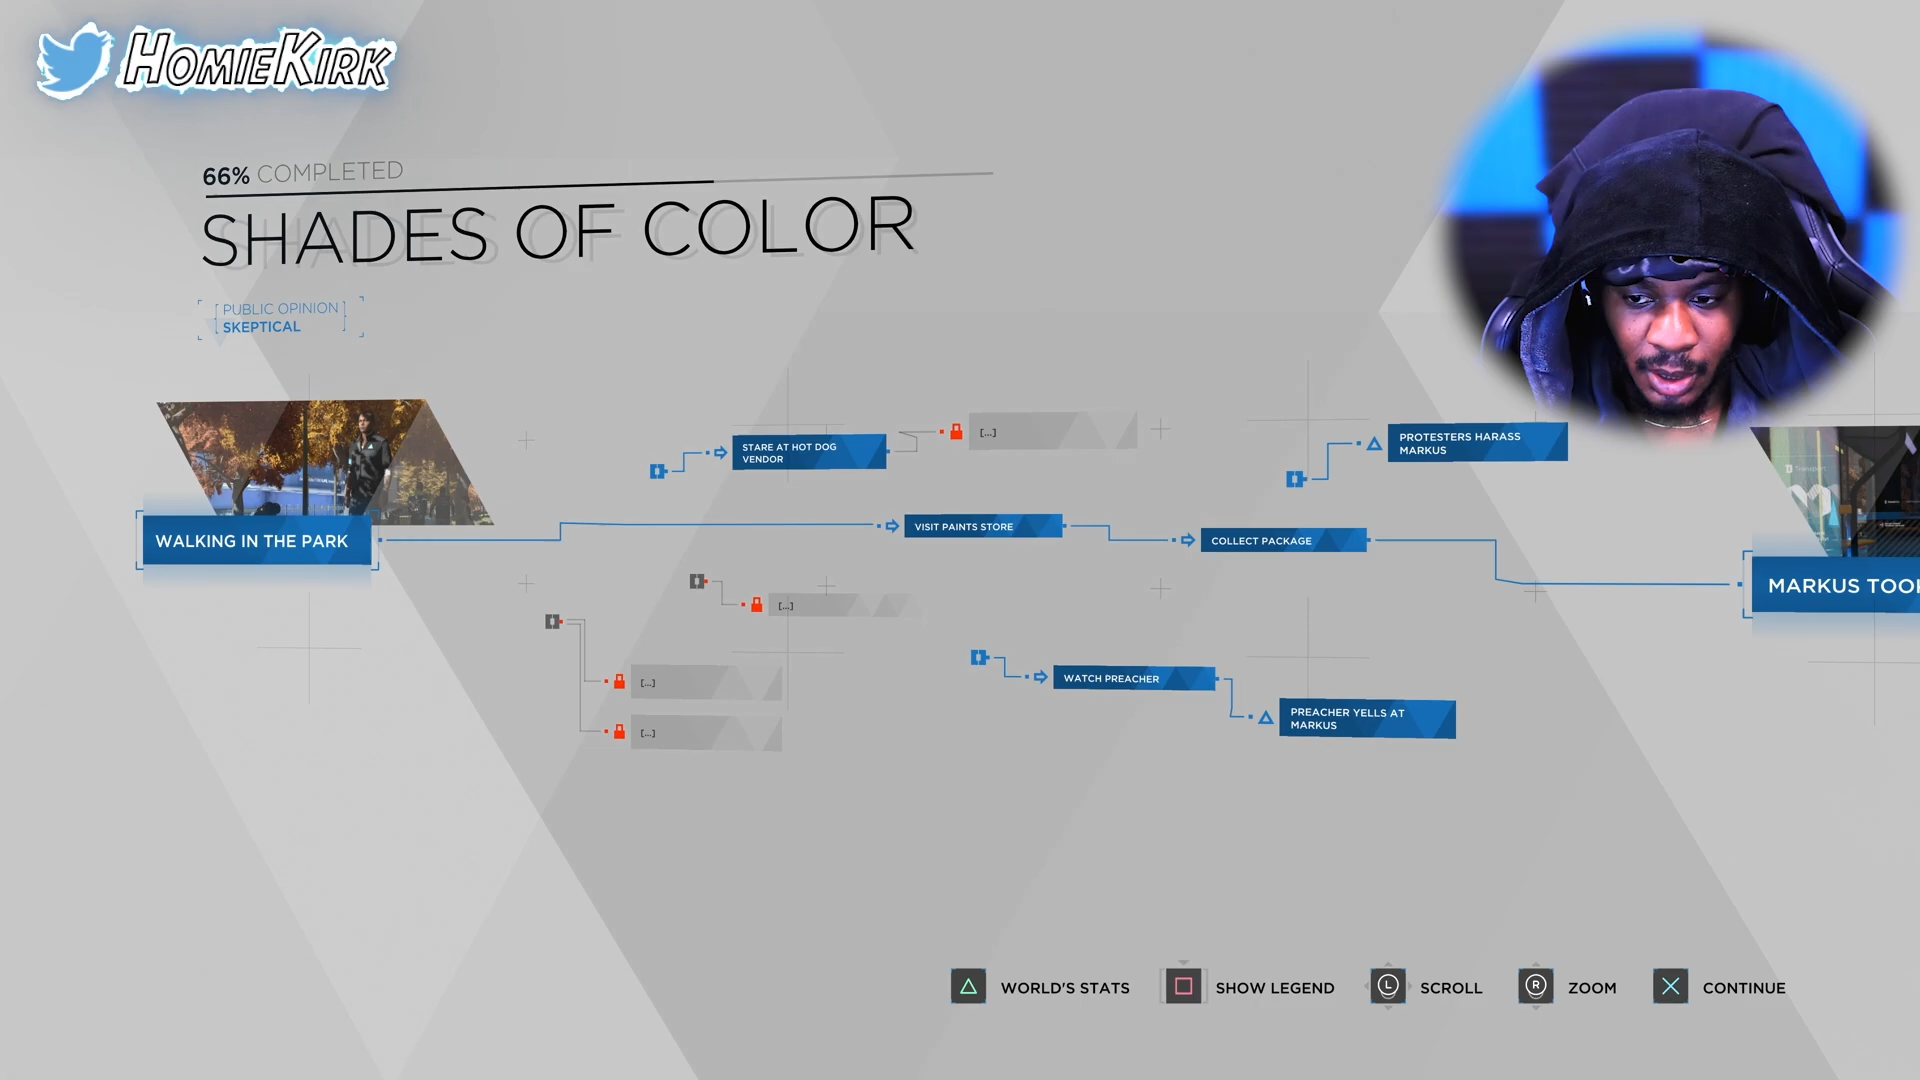 HomieKirk
66% COMPLETED
SHADES OF COLOR
PUBLIC OPINION
SKEPTICAL
STARE AT HOT DOG
VENDOR
[...]
PROTESTERS HARASS
MARKUS
WALKING IN THE PARK
VISIT PAINTS STORE
COLLECT PACKAGE
MARKUS TOO
[...]
[...]
WATCH PREACHER
PREACHER YELLS AT
MARKUS
[...]
WORLD'S STATS
SHOW LEGEND
L
SCROLL
R
ZOOM
CONTINUE